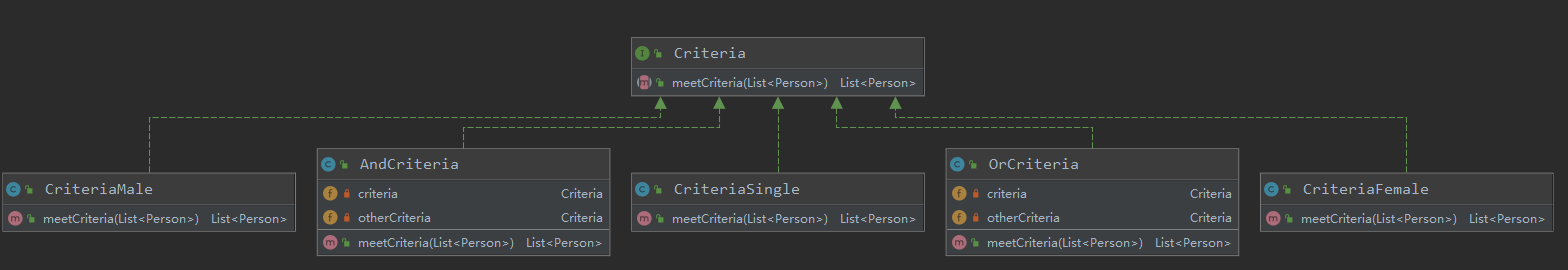 I Criteria
m meetCriteria(List<Person>) List<Person>
C CriteriaMale
m meetCriteria(List<Person>) List<Person>
C AndCriteria
f criteria Criteria
f otherCriteria Criteria
m meetCriteria(List<Person>) List<Person>
C CriteriaSingle
m meetCriteria(List<Person>) List<Person>
C OrCriteria
f criteria Criteria
f otherCriteria Criteria
m meetCriteria(List<Person>) List<Person>
C CriteriaFemale
m meetCriteria(List<Person>) List<Person>